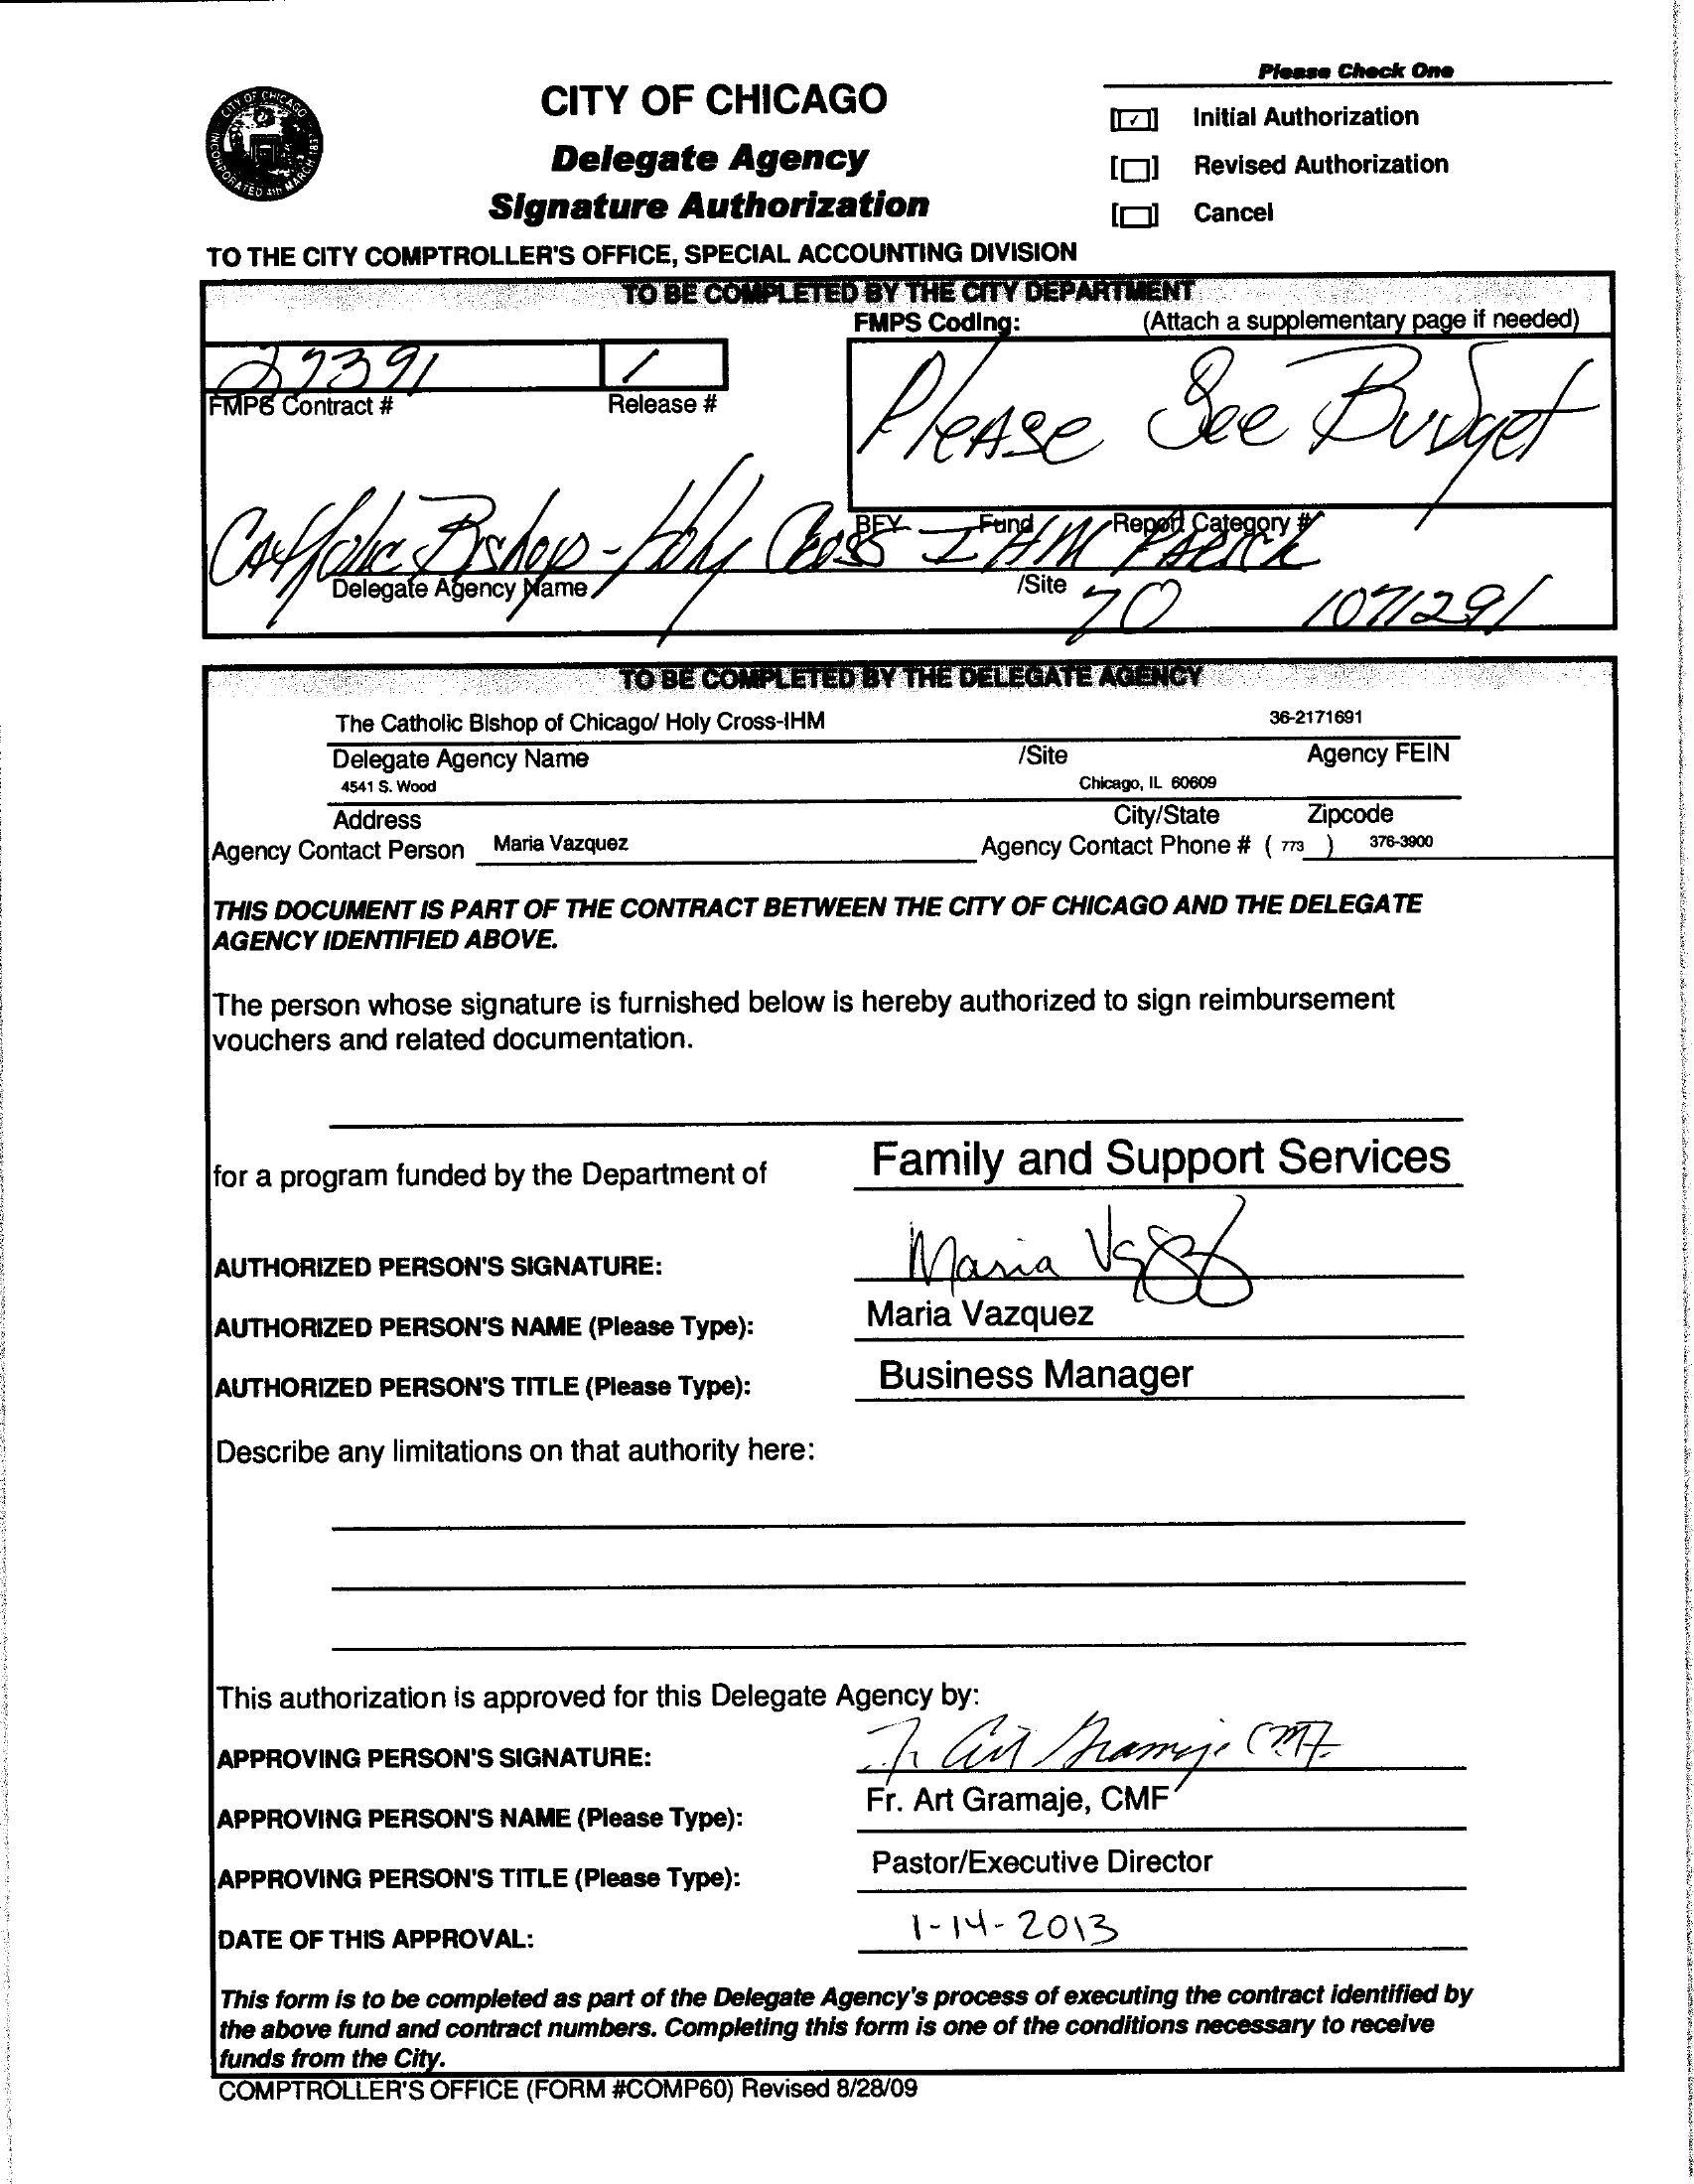 Please Check One
CITY OF CHICAGO
INCORPORATED 4th MARCH 1837
[✓] Initial Authorization
Delegate Agency
[ ] Revised Authorization
Signature Authorization
[ ] Cancel
TO THE CITY COMPTROLLER'S OFFICE, SPECIAL ACCOUNTING DIVISION
TO BE COMPLETED BY THE CITY DEPARTMENT
FMPS Coding: (Attach a supplementary page if needed)
27391 1
FMPS Contract # Release #
Please See Budget
BFY Fund Report Category #
Catholic Bishop - Holy Cross IHM Parish
Delegate Agency Name /Site 70 1071291
TO BE COMPLETED BY THE DELEGATE AGENCY
The Catholic Bishop of Chicago/ Holy Cross-IHM 36-2171691
Delegate Agency Name /Site Agency FEIN
4541 S. Wood Chicago, IL 60609
Address City/State Zipcode
Agency Contact Person Maria Vazquez Agency Contact Phone # ( 773 ) 376-3900
THIS DOCUMENT IS PART OF THE CONTRACT BETWEEN THE CITY OF CHICAGO AND THE DELEGATE
AGENCY IDENTIFIED ABOVE.
The person whose signature is furnished below is hereby authorized to sign reimbursement
vouchers and related documentation.
for a program funded by the Department of Family and Support Services
AUTHORIZED PERSON'S SIGNATURE: Maria
AUTHORIZED PERSON'S NAME (Please Type): Maria Vazquez
AUTHORIZED PERSON'S TITLE (Please Type): Business Manager
Describe any limitations on that authority here:
This authorization is approved for this Delegate Agency by:
APPROVING PERSON'S SIGNATURE: Fr. Art Gramaje CMF.
APPROVING PERSON'S NAME (Please Type): Fr. Art Gramaje, CMF
APPROVING PERSON'S TITLE (Please Type): Pastor/Executive Director
DATE OF THIS APPROVAL: 1-14-2013
This form is to be completed as part of the Delegate Agency's process of executing the contract identified by
the above fund and contract numbers. Completing this form is one of the conditions necessary to receive
funds from the City.
COMPTROLLER'S OFFICE (FORM #COMP60) Revised 8/28/09